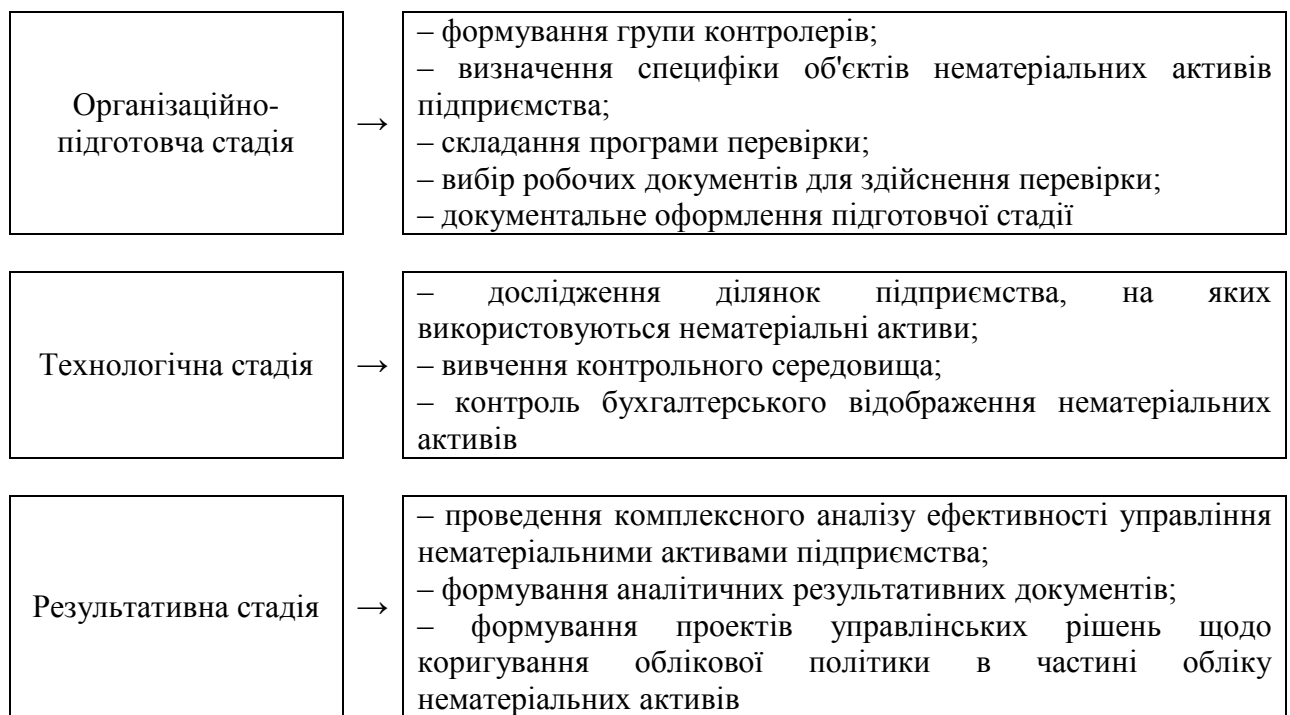 Організаційно-
підготовча стадія
→
– формування групи контролерів;
– визначення специфіки об'єктів нематеріальних активів
підприємства;
– складання програми перевірки;
– вибір робочих документів для здійснення перевірки;
– документальне оформлення підготовчої стадії
Технологічна стадія
→
– дослідження ділянок підприємства, на яких
використовуються нематеріальні активи;
– вивчення контрольного середовища;
– контроль бухгалтерського відображення нематеріальних
активів
Результативна стадія
→
– проведення комплексного аналізу ефективності управління
нематеріальними активами підприємства;
– формування аналітичних результативних документів;
– формування проектів управлінських рішень щодо
коригування облікової політики в частині обліку
нематеріальних активів